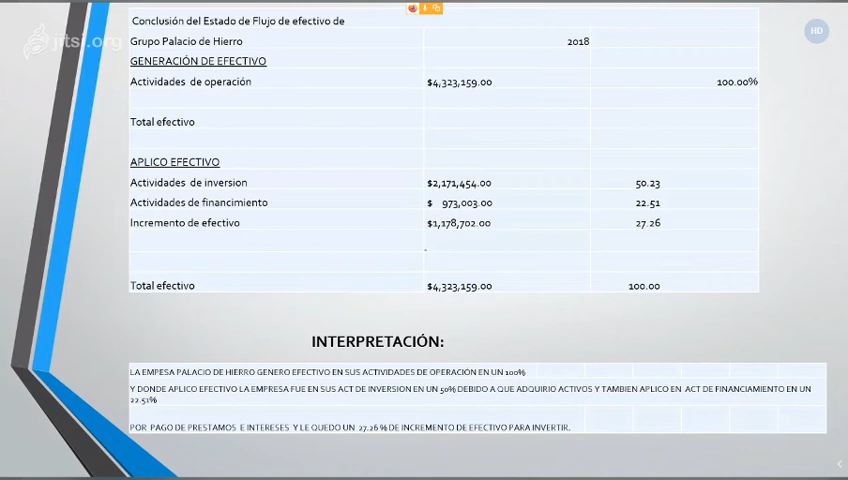 Conclusión del Estado de Flujo de efectivo de
Grupo Palacio de Hierro 2018
GENERACIÓN DE EFECTIVO
Actividades de operación $4,323,159.00 100.00%
Total efectivo
APLICO EFECTIVO
Actividades de inversion $2,171,454.00 50.23
Actividades de financimiento $ 973,003.00 22.51
Incremento de efectivo $1,178,702.00 27.26
-
Total efectivo $4,323,159.00 100.00
INTERPRETACIÓN:
LA EMPESA PALACIO DE HIERRO GENERO EFECTIVO EN SUS ACTIVIDADES DE OPERACIÓN EN UN 100%
Y DONDE APLICO EFECTIVO LA EMPRESA FUE EN SUS ACT DE INVERSION EN UN 50% DEBIDO A QUE ADQUIRIO ACTIVOS Y TAMBIEN APLICO EN ACT DE FINANCIAMIENTO EN UN
22.51%
POR PAGO DE PRESTAMOS E INTERESES Y LE QUEDO UN 27.26 % DE INCREMENTO DE EFECTIVO PARA INVERTIR.
jitsi.org
HD